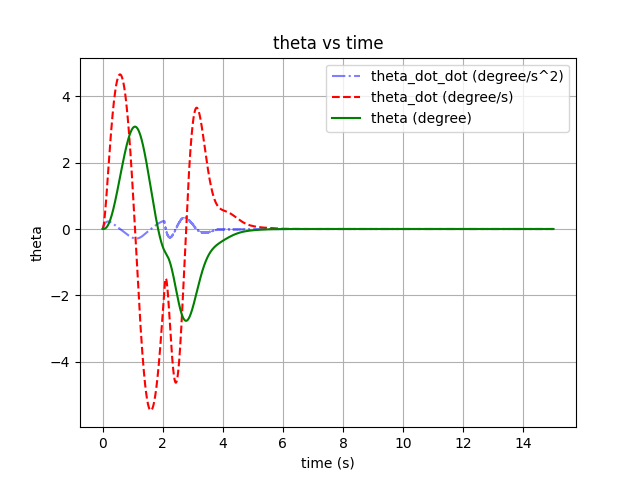 theta vs time
theta_dot_dot (degree/s^2)
theta_dot (degree/s)
theta (degree)
4
2
0
−2
−4
theta
0 2 4 6 8 10 12 14
time (s)